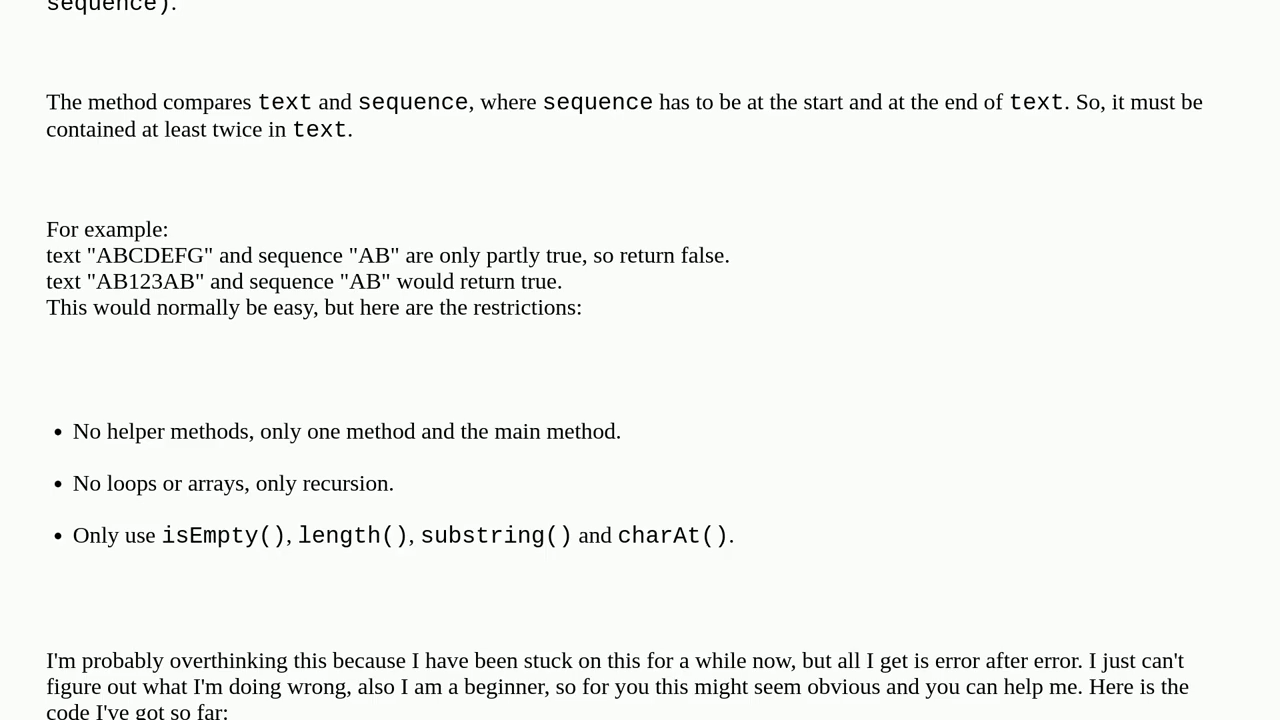 sequence).
The method compares text and sequence, where sequence has to be at the start and at the end of text. So, it must be
contained at least twice in text.
For example:
text "ABCDEFG" and sequence "AB" are only partly true, so return false.
text "AB123AB" and sequence "AB" would return true.
This would normally be easy, but here are the restrictions:
• No helper methods, only one method and the main method.
• No loops or arrays, only recursion.
• Only use isEmpty(), length(), substring() and charAt().
I'm probably overthinking this because I have been stuck on this for a while now, but all I get is error after error. I just can't
figure out what I'm doing wrong, also I am a beginner, so for you this might seem obvious and you can help me. Here is the
code I've got so far: